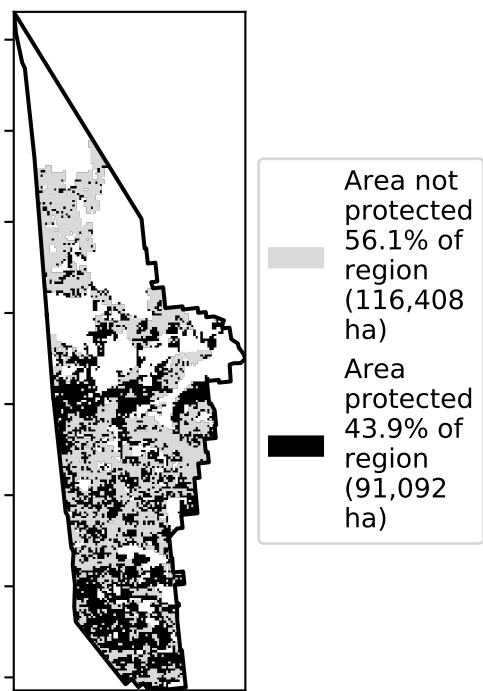 Area not
protected
56.1% of
region
(116,408
ha)
Area
protected
43.9% of
region
(91,092
ha)